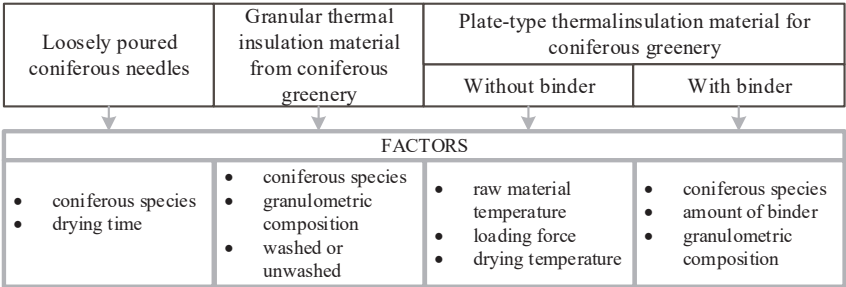 Loosely poured
coniferous needles
Granular thermal
insulation material
from coniferous
greenery
Plate-type thermalinsulation material for
coniferous greenery
Without binder
With binder
FACTORS
• coniferous species
• drying time
• coniferous species
• granulometric
composition
• washed or
unwashed
• raw material
temperature
• loading force
• drying temperature
• coniferous species
• amount of binder
• granulometric
composition